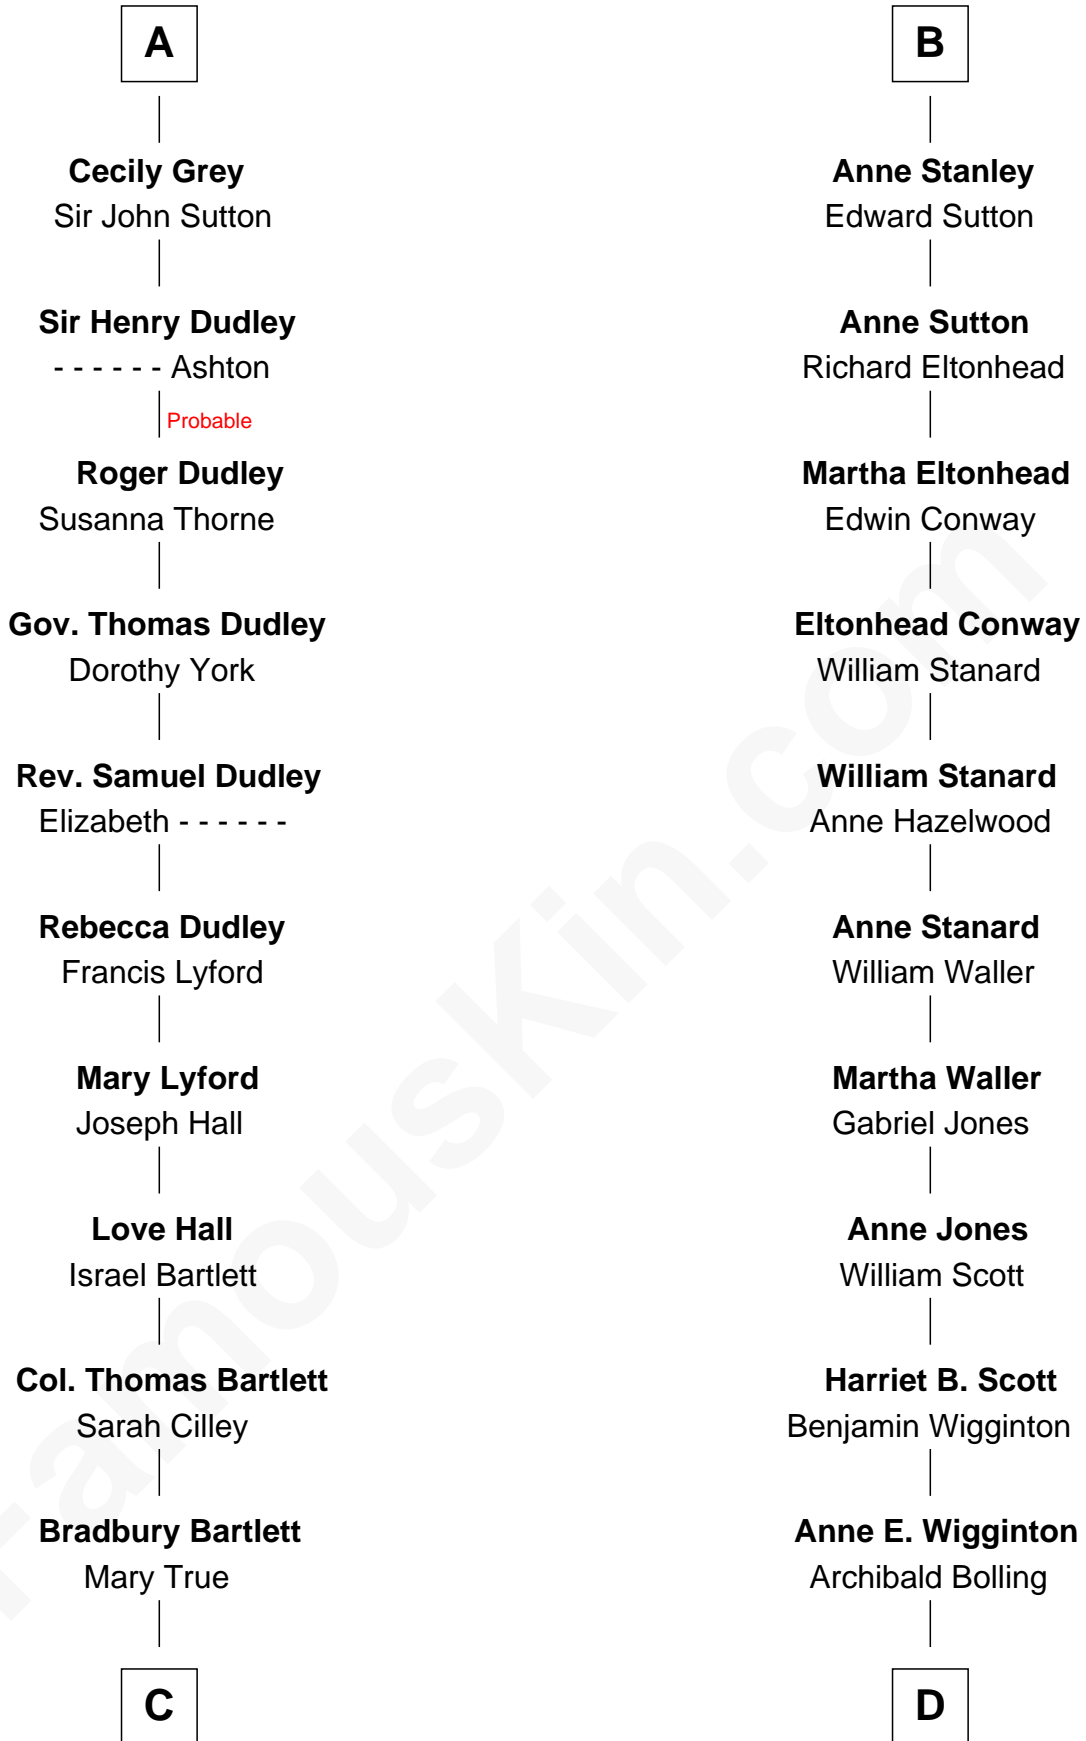 A
Cecily Grey
Sir John Sutton
Sir Henry Dudley
- - - - - - Ashton
Probable
Roger Dudley
Susanna Thorne
Gov. Thomas Dudley
Dorothy York
Rev. Samuel Dudley
Elizabeth - - - - - -
Rebecca Dudley
Francis Lyford
Mary Lyford
Joseph Hall
Love Hall
Israel Bartlett
Col. Thomas Bartlett
Sarah Cilley
Bradbury Bartlett
Mary True
C
B
Anne Stanley
Edward Sutton
Anne Sutton
Richard Eltonhead
Martha Eltonhead
Edwin Conway
Eltonhead Conway
William Stanard
William Stanard
Anne Hazelwood
Anne Stanard
William Waller
Martha Waller
Gabriel Jones
Anne Jones
William Scott
Harriet B. Scott
Benjamin Wigginton
Anne E. Wigginton
Archibald Bolling
D
FamousKin.com